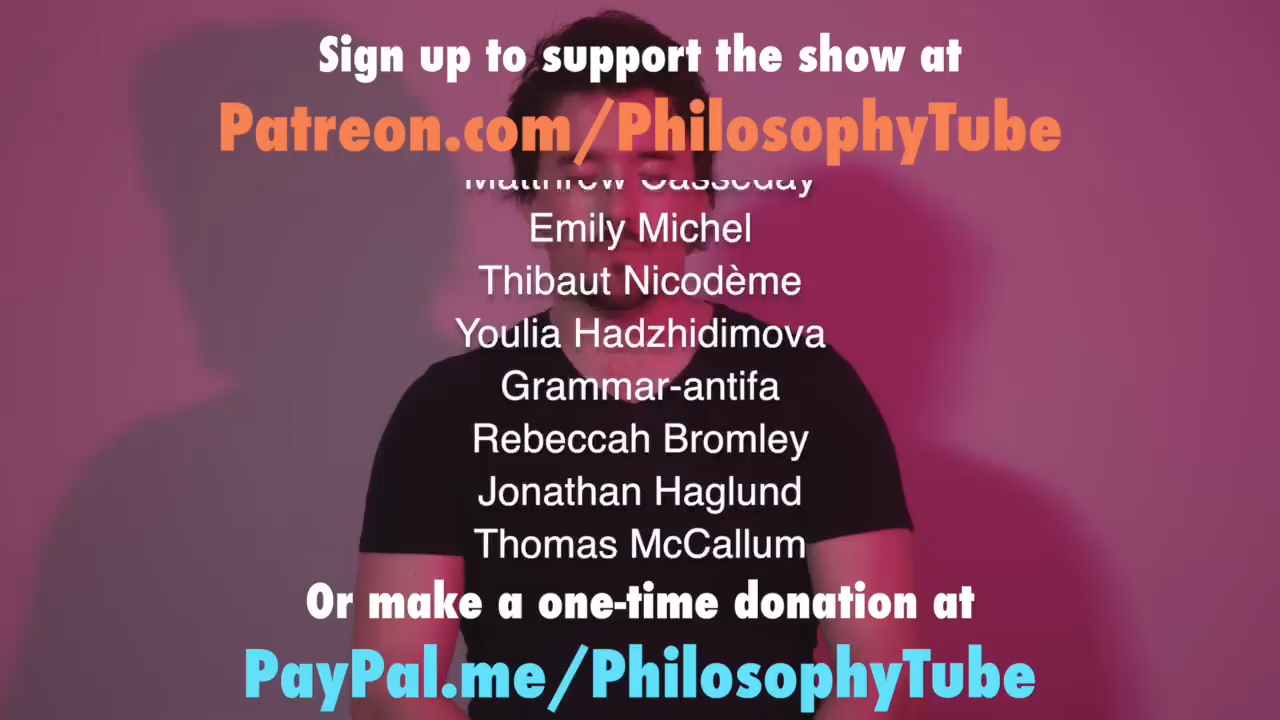 Sign up to support the show at
Patreon.com/PhilosophyTube
Emily Michel
Thibaut Nicodème
Youlia Hadzhidimova
Grammar-antifa
Rebeccah Bromley
Jonathan Haglund
Thomas McCallum
Or make a one-time donation at
PayPal.me/PhilosophyTube